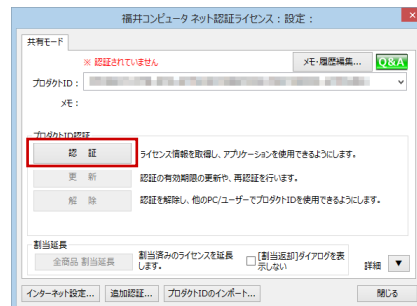 福井コンピュータ ネット認証ライセンス：設定：
共有モード
※ 認証されていません
メモ・履歴編集... Q&A
プロダクトID：
メモ：
プロダクトID認証
認　証 ライセンス情報を取得し、アプリケーションを使用できるようにします。
更　新 認証の有効期限の更新や、再認証を行います。
解　除 認証を解除し、他のPC/ユーザーでプロダクトIDを使用できるようにします。
割当延長
全商品 割当延長 割当済みのライセンスを延長
します。
[割当返却]ダイアログを表
示しない
詳細 ▼
インターネット設定... 追加認証... プロダクトIDのインポート... 閉じる